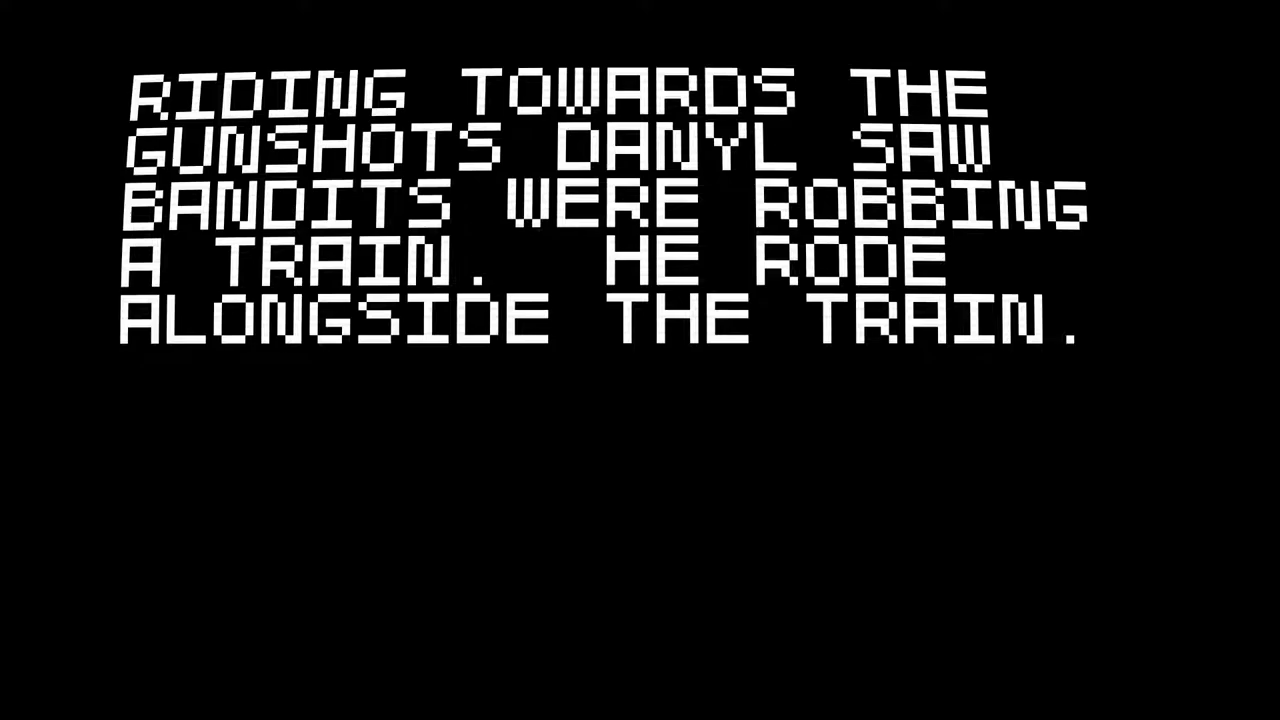 RIDING TOWARDS THE
GUNSHOTS DANYL SAW
BANDITS WERE ROBBING
A TRAIN.  HE RODE
ALONGSIDE THE TRAIN.